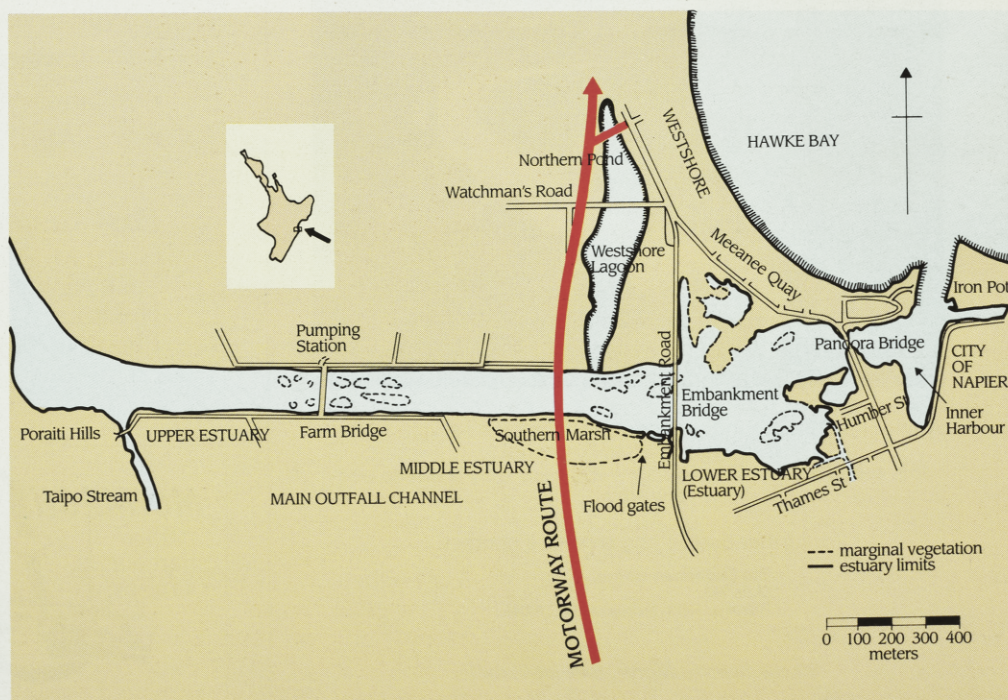 HAWKE BAY
WESTSHORE
Northern Pond
Watchman's Road
Westshore
Lagoon
Meeanee Quay
Iron Pot
Pumping
Station
Pandora Bridge
CITY
OF
NAPIER
Embankment Road
Embankment
Bridge
Inner
Harbour
Humber St
Poraiti Hills
UPPER ESTUARY
Farm Bridge
Southern Marsh
MIDDLE ESTUARY
LOWER ESTUARY
(Estuary)
Taipo Stream
MAIN OUTFALL CHANNEL
Flood gates
Thames St
MOTORWAY ROUTE
marginal vegetation
estuary limits
0 100 200 300 400
meters